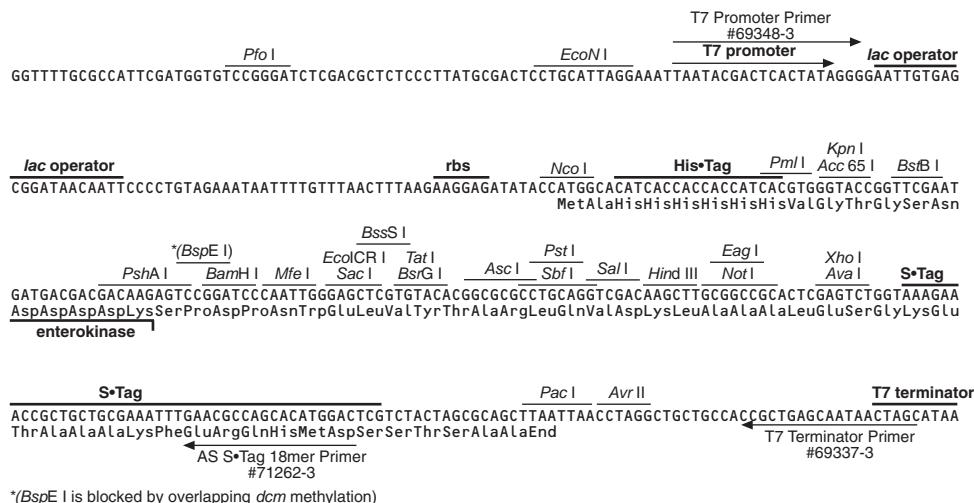 T7 Promoter Primer
#69348-3
Pfo I
EcoN I
T7 promoter
lac operator
GGTTTTGCGCCATTCGATGGTGTCCGGGATCTCGACGCTCTCCCTTATGCGACTCCTGCATTAGGAAATTAATACGACTCACTATAGGGGAATTGTGAG
lac operator
rbs
Nco I
His•Tag
Pml I
Kpn I
Acc 65 I
BstB I
CGGATAACAATTCCCCTGTAGAAATAATTTTGTTTAACTTTAAGAAGGAGATATACCATGGCACATCACCACCACCATCACGTGGGTACCGGTTCGAAT
MetAlaHisHisHisHisHisHisValGlyThrGlySerAsn
BssS I
*(BspE I)
EcoICR I
Tat I
Pst I
Eag I
Xho I
PshA I
BamH I
Mfe I
Sac I
BsrG I
Asc I
Sbf I
Sal I
Hind III
Not I
Ava I
S•Tag
GATGACGACGACAAGAGTCCGGATCCCAATTGGGAGCTCGTGTACACGGCGCGCCTGCAGGTCGACAAGCTTGCGGCCGCACTCGAGTCTGGTAAAGAA
AspAspAspAspLysSerProAspProAsnTrpGluLeuValTyrThrAlaArgLeuGlnValAspLysLeuAlaAlaAlaLeuGluSerGlyLysGlu
enterokinase
S•Tag
Pac I
Avr II
T7 terminator
ACCGCTGCTGCGAAATTTGAACGCCAGCACATGGACTCGTCTACTAGCGCAGCTTAATTAACCTAGGCTGCTGCCACCGCTGAGCAATAACTAGCATAA
ThrAlaAlaAlaLysPheGluArgGlnHisMetAspSerSerThrSerAlaAlaEnd
AS S•Tag 18mer Primer
#71262-3
T7 Terminator Primer
#69337-3
*(BspE I is blocked by overlapping dcm methylation)